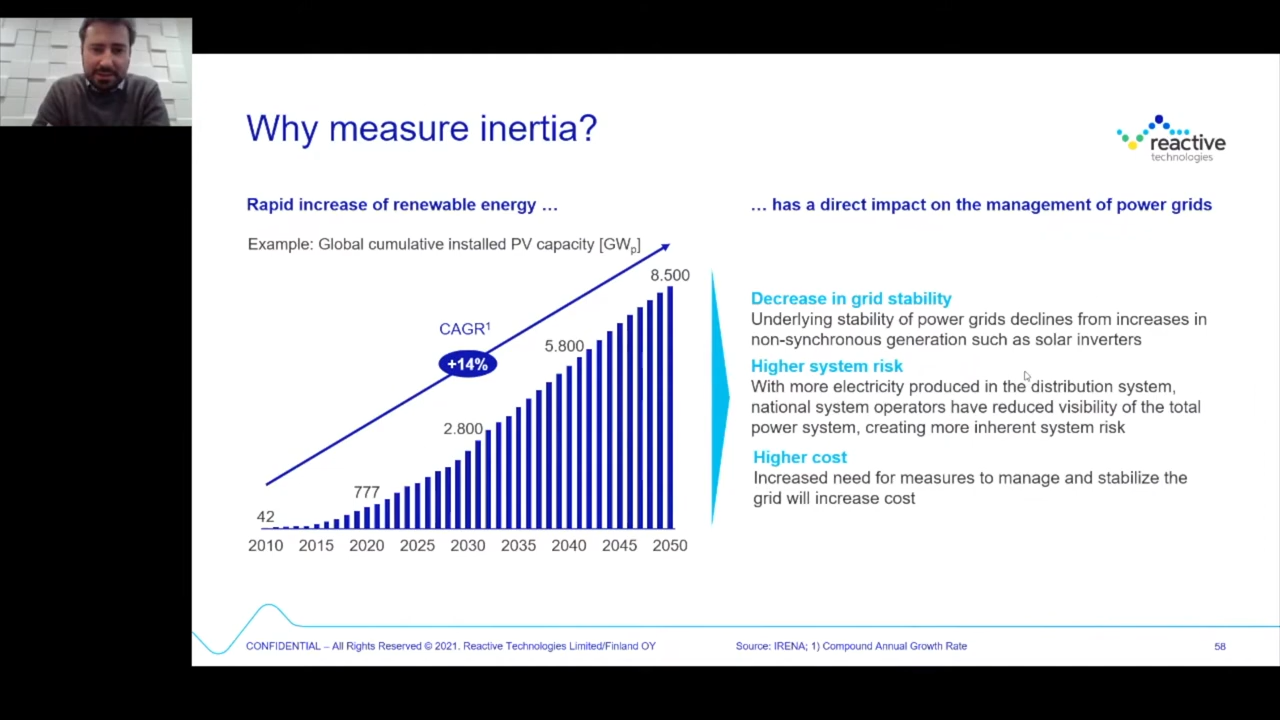 Why measure inertia?
reactive
technologies
Rapid increase of renewable energy …
… has a direct impact on the management of power grids
Example: Global cumulative installed PV capacity [GWp]
8.500
CAGR1
5.800
+14%
2.800
777
42
2010 2015 2020 2025 2030 2035 2040 2045 2050
Decrease in grid stability
Underlying stability of power grids declines from increases in
non-synchronous generation such as solar inverters
Higher system risk
With more electricity produced in the distribution system,
national system operators have reduced visibility of the total
power system, creating more inherent system risk
Higher cost
Increased need for measures to manage and stabilize the
grid will increase cost
CONFIDENTIAL – All Rights Reserved © 2021. Reactive Technologies Limited/Finland OY
Source: IRENA; 1) Compound Annual Growth Rate
58